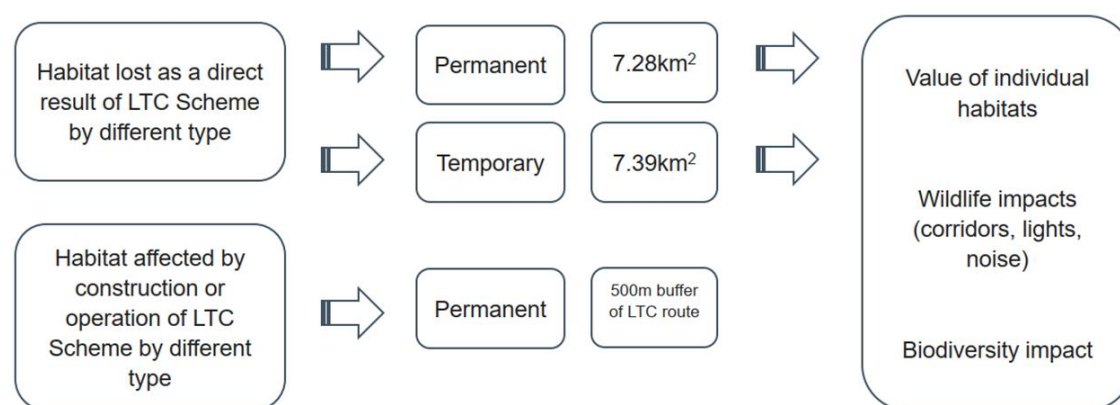 Habitat lost as a direct
result of LTC Scheme
by different type
Permanent
7.28km²
Temporary
7.39km²
Habitat affected by
construction or
operation of LTC
Scheme by different
type
Permanent
500m buffer
of LTC route
Value of individual
habitats
Wildlife impacts
(corridors, lights,
noise)
Biodiversity impact